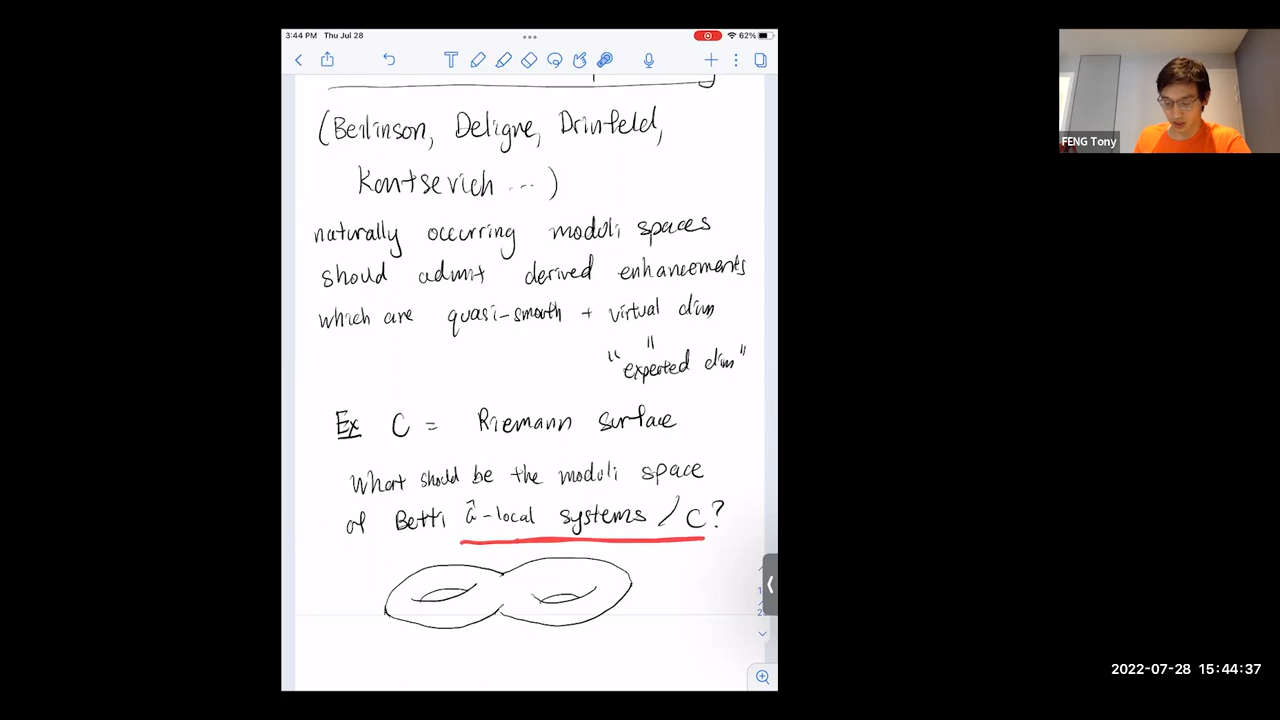 3:44 PM Thu Jul 28
62%
(Beilinson, Deligne, Drinfeld,
Kontsevich ...)
naturally occurring moduli spaces
should admit derived enhancements
which are quasi-smooth + virtual dim
"expected dim"
Ex C = Riemann surface
What should be the moduli space
of Betti Ĝ-local systems / C?
FENG Tony
2022-07-28 15:44:37